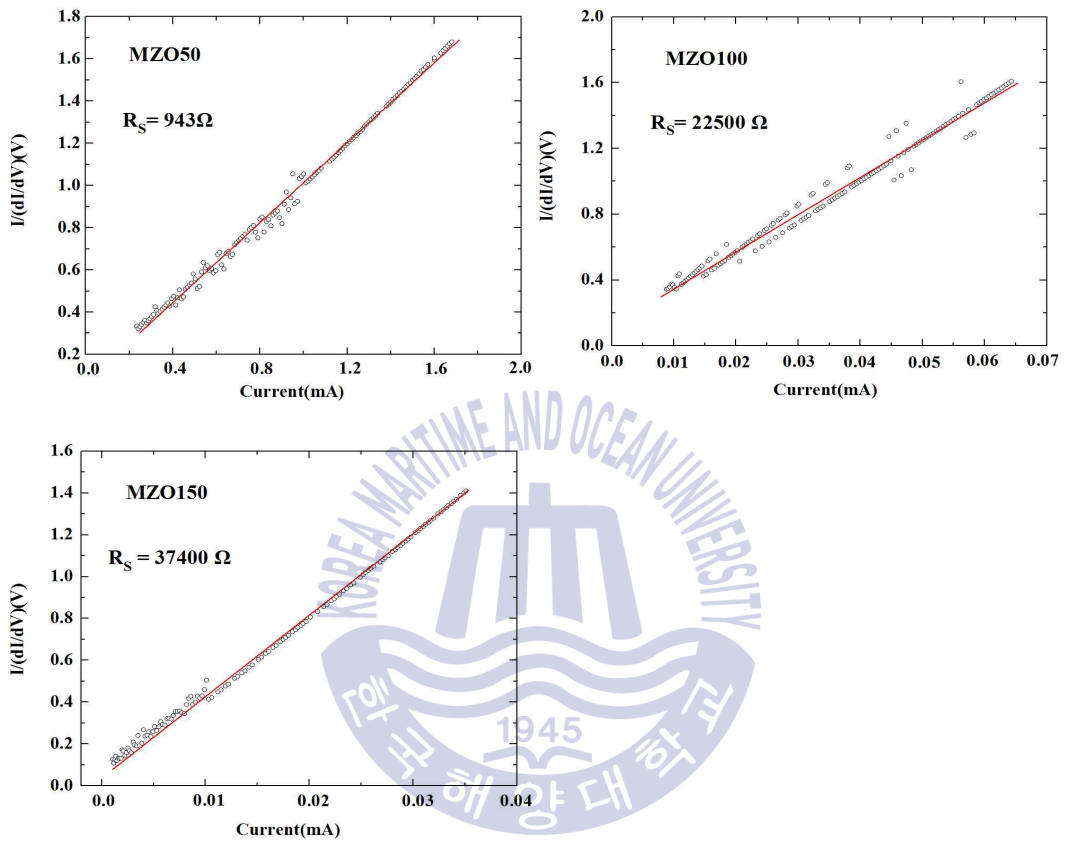 MZO50
R_S= 943Ω
I/(dI/dV)(V)
1.8
1.6
1.4
1.2
1.0
0.8
0.6
0.4
0.2
0.0 0.4 0.8 1.2 1.6 2.0
Current(mA)
MZO100
R_S= 22500 Ω
I/(dI/dV)(V)
2.0
1.6
1.2
0.8
0.4
0.0
0.0 0.01 0.02 0.03 0.04 0.05 0.06 0.07
Current(mA)
MZO150
R_S = 37400 Ω
I/(dI/dV)(V)
1.6
1.4
1.2
1.0
0.8
0.6
0.4
0.2
0.0
0.0 0.01 0.02 0.03 0.04
Current(mA)
KOREA MARITIME AND OCEAN UNIVERSITY
1945
한국해양대학교